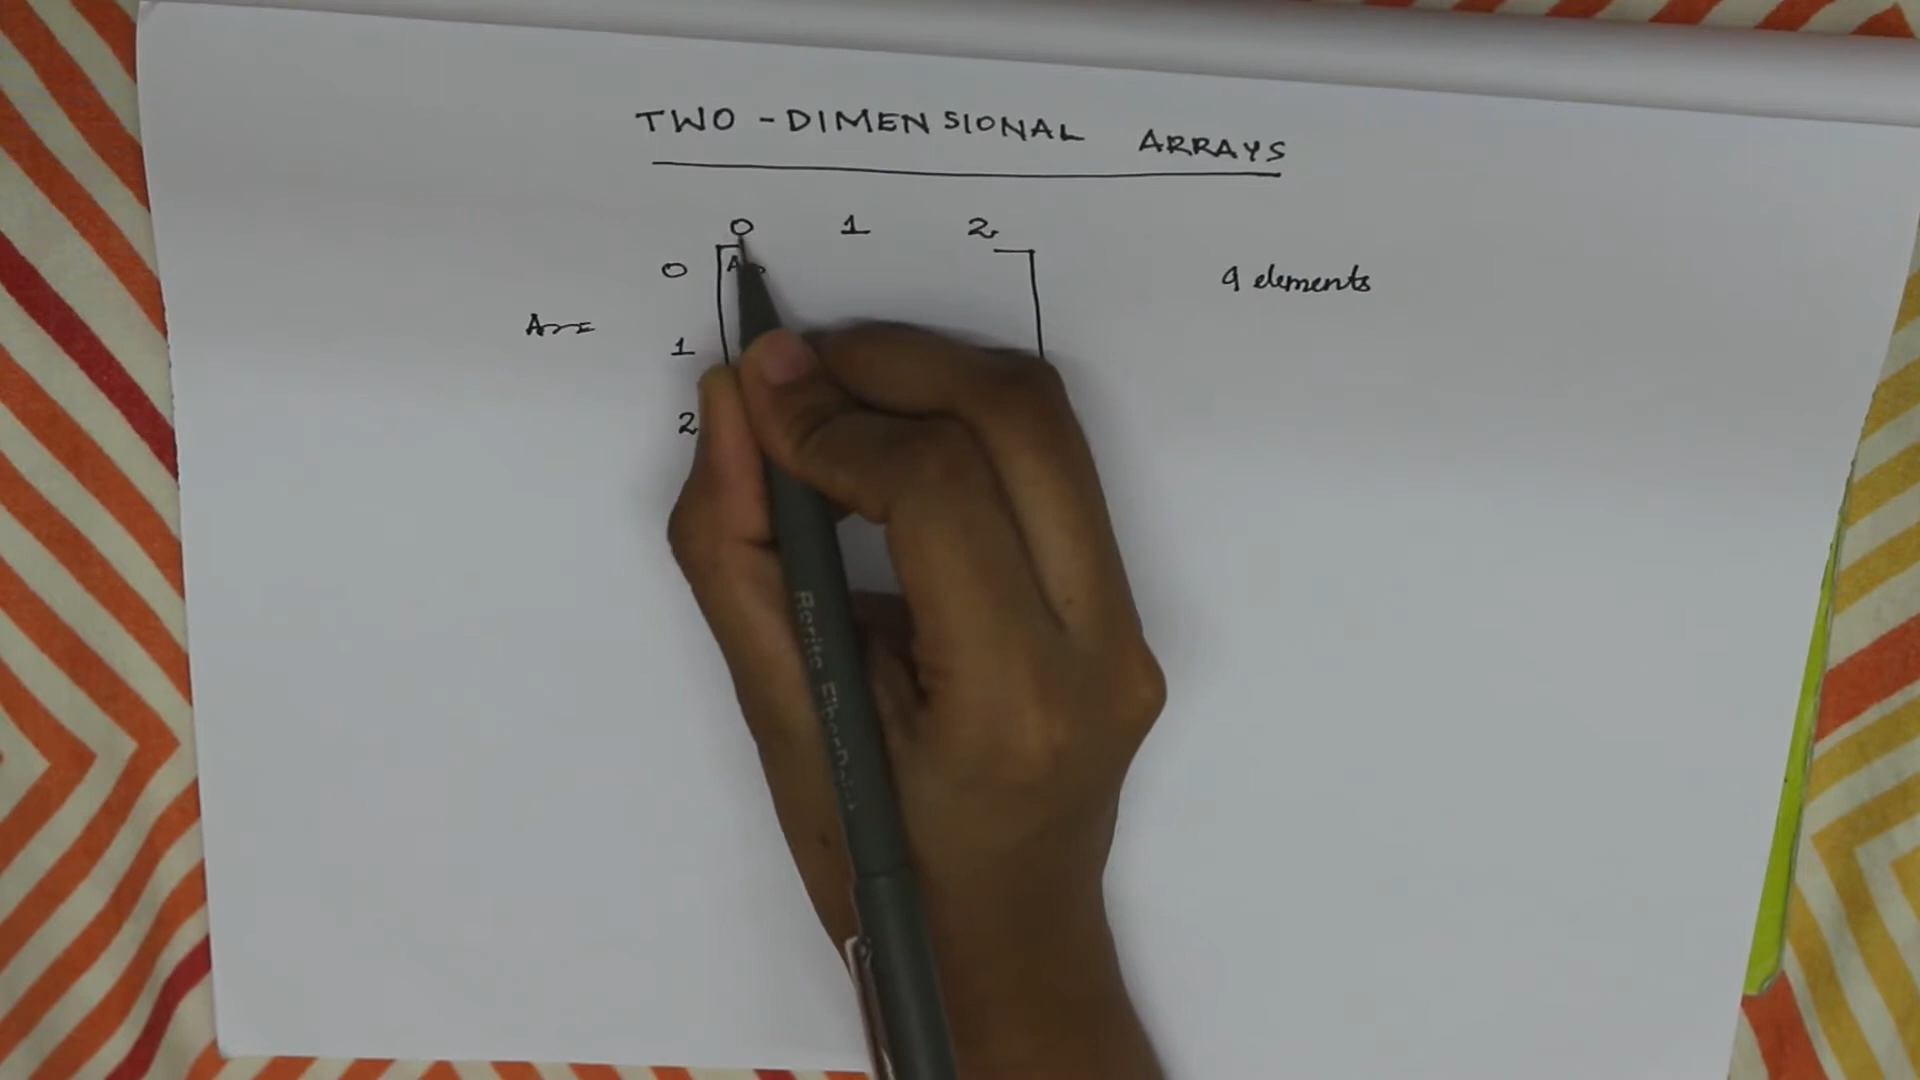 TWO-DIMENSIONAL ARRAYS
0 1 2
0
9 elements
Arr =
1
2